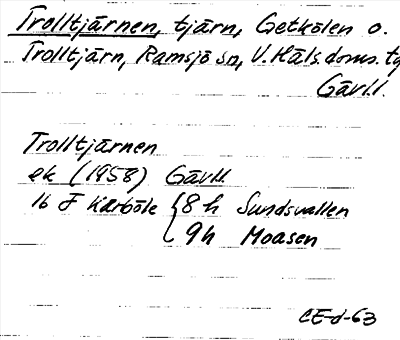 Trolltjärnen, tjärn, Getkölen o.
Trolltjärn, Ramsjö sn, V. Häls. doms. tg
Gävl.l.
Trolltjärnen
ek (1958) Gävll.
16 F Kårböle { 8 h Sundsvallen
9 h Moasen
CE-d-63